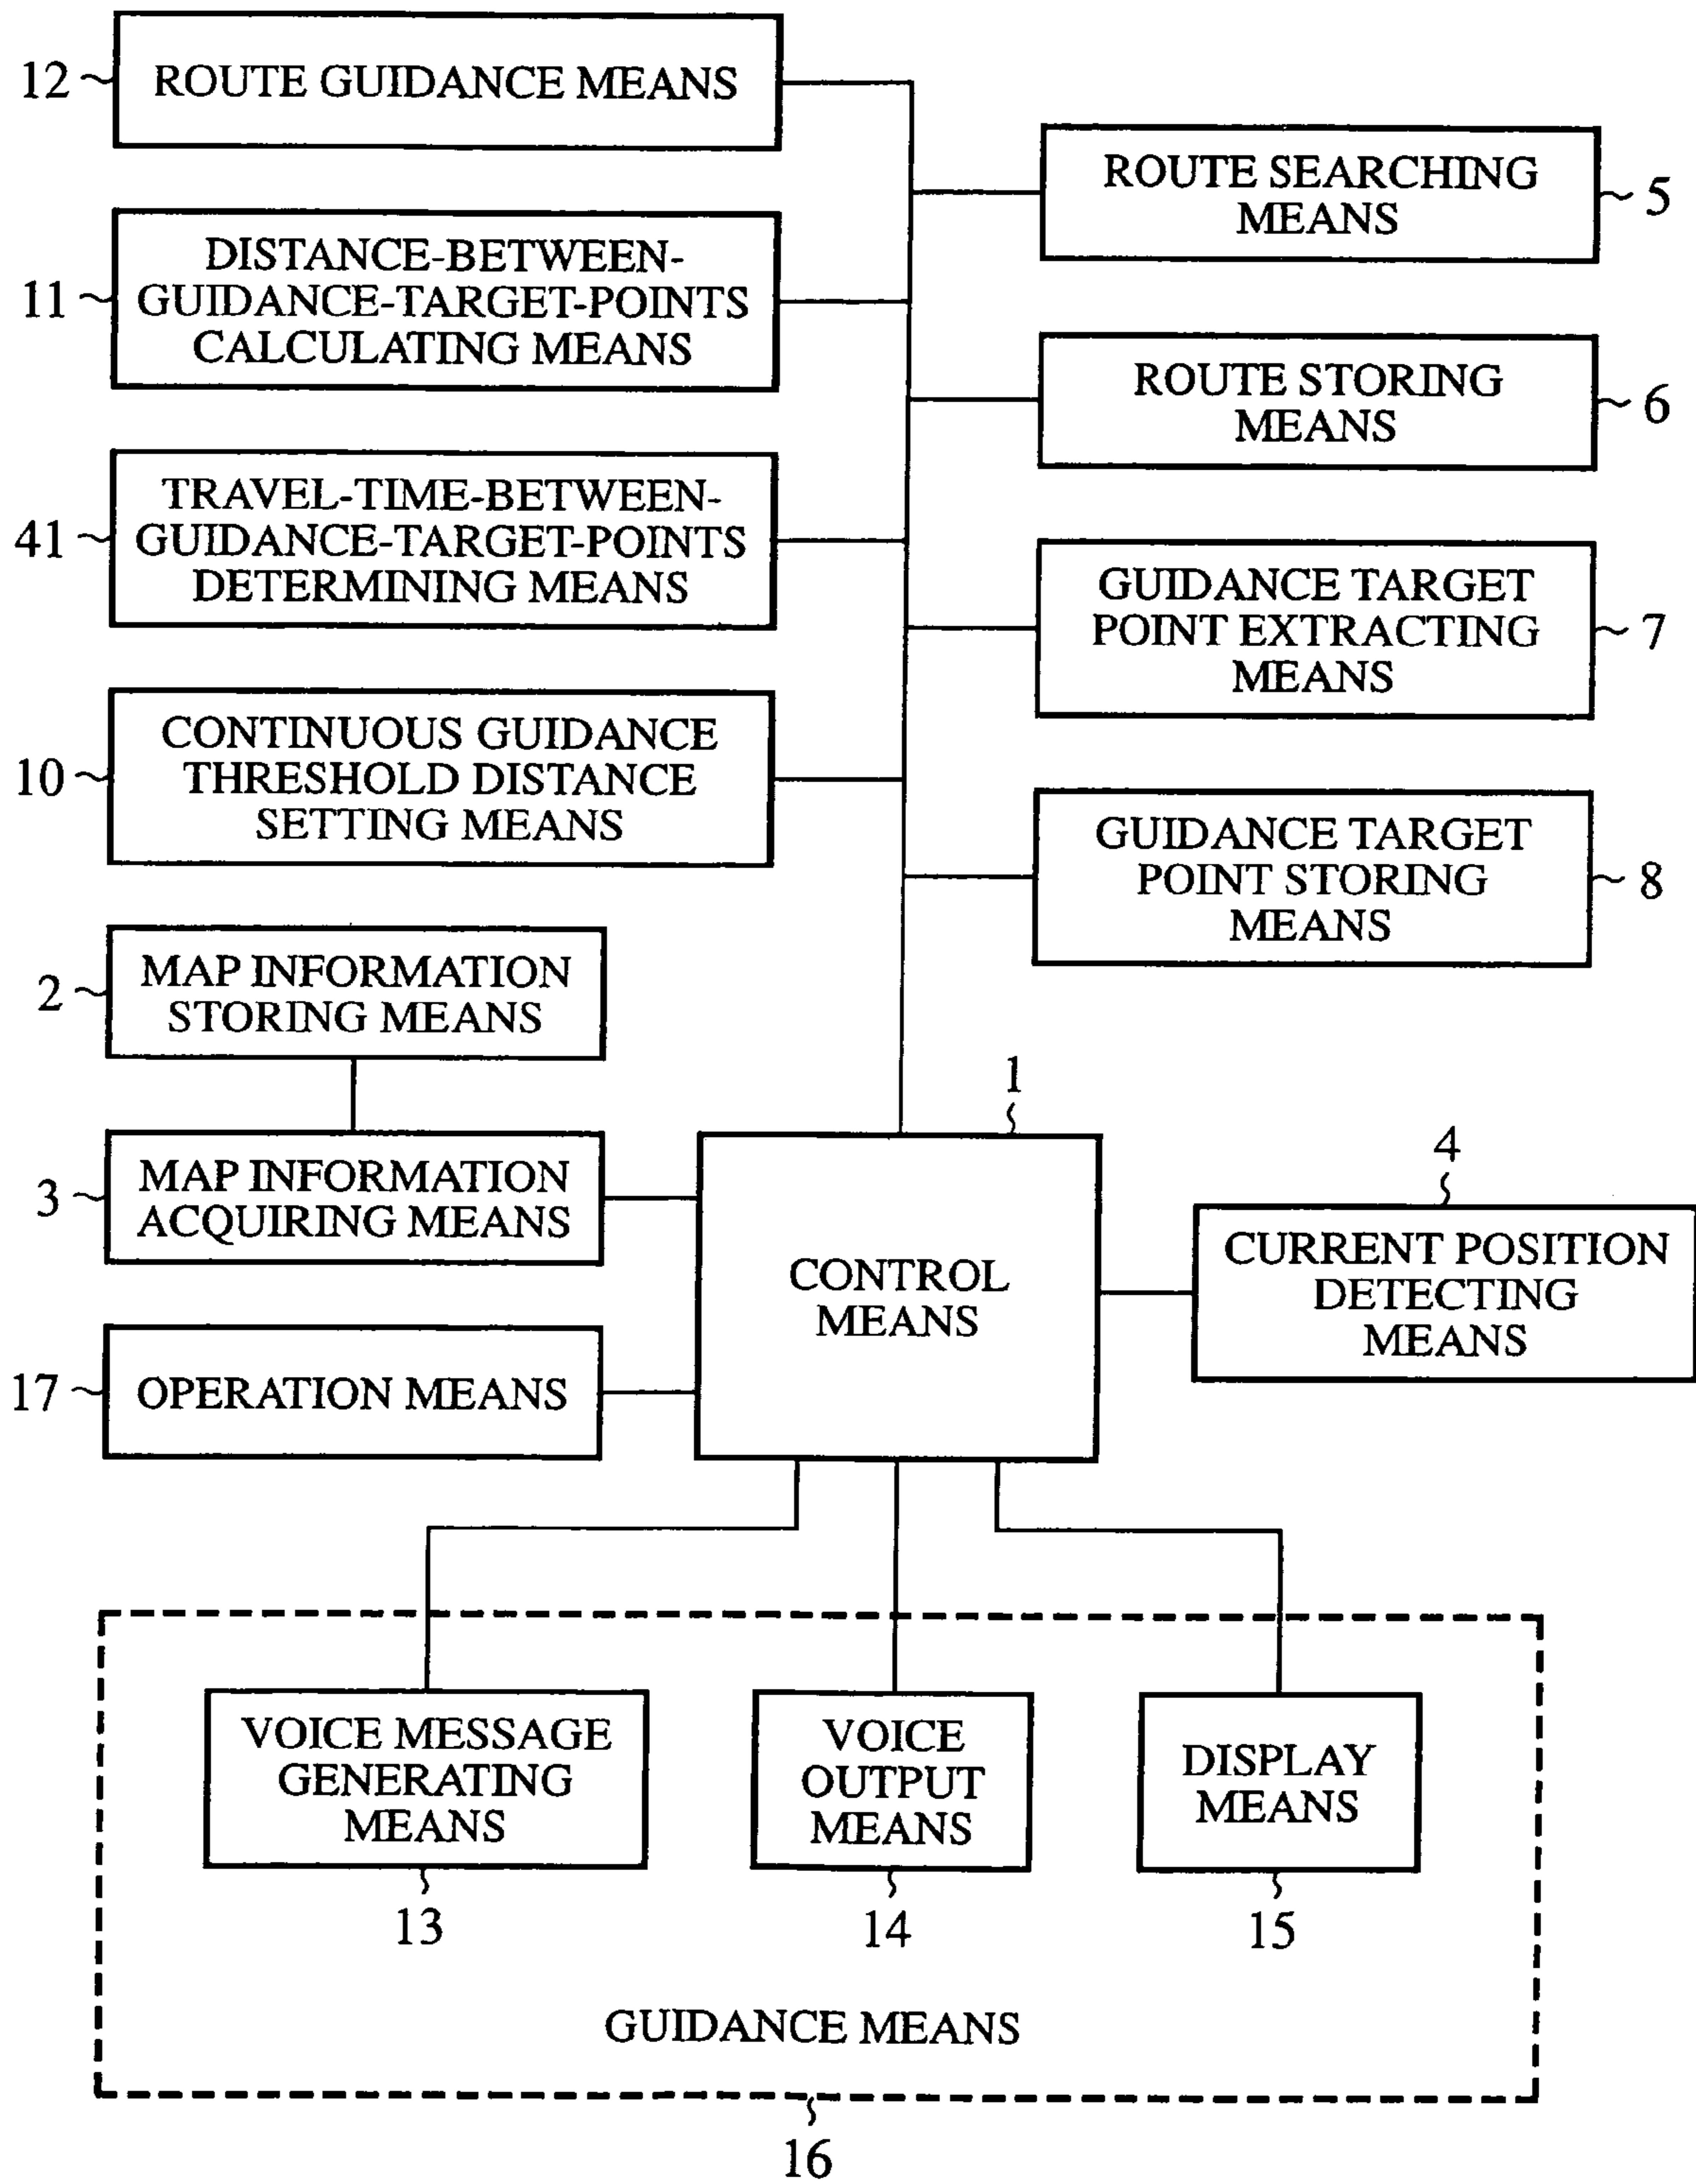 12
ROUTE GUIDANCE MEANS
ROUTE SEARCHING
MEANS
5
11
DISTANCE-BETWEEN-
GUIDANCE-TARGET-POINTS
CALCULATING MEANS
ROUTE STORING
MEANS
6
41
TRAVEL-TIME-BETWEEN-
GUIDANCE-TARGET-POINTS
DETERMINING MEANS
GUIDANCE TARGET
POINT EXTRACTING
MEANS
7
10
CONTINUOUS GUIDANCE
THRESHOLD DISTANCE
SETTING MEANS
GUIDANCE TARGET
POINT STORING
MEANS
8
2
MAP INFORMATION
STORING MEANS
3
MAP INFORMATION
ACQUIRING MEANS
1
CONTROL
MEANS
4
CURRENT POSITION
DETECTING
MEANS
17
OPERATION MEANS
VOICE MESSAGE
GENERATING
MEANS
13
VOICE
OUTPUT
MEANS
14
DISPLAY
MEANS
15
GUIDANCE MEANS
16